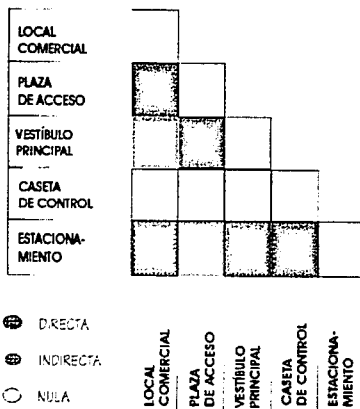 LOCAL
COMERCIAL
PLAZA
DE ACCESO
VESTÍBULO
PRINCIPAL
CASETA
DE CONTROL
ESTACIONA-
MIENTO
DIRECTA
INDIRECTA
NULA
LOCAL
COMERCIAL
PLAZA
DE ACCESO
VESTÍBULO
PRINCIPAL
CASETA
DE CONTROL
ESTACIONA-
MIENTO